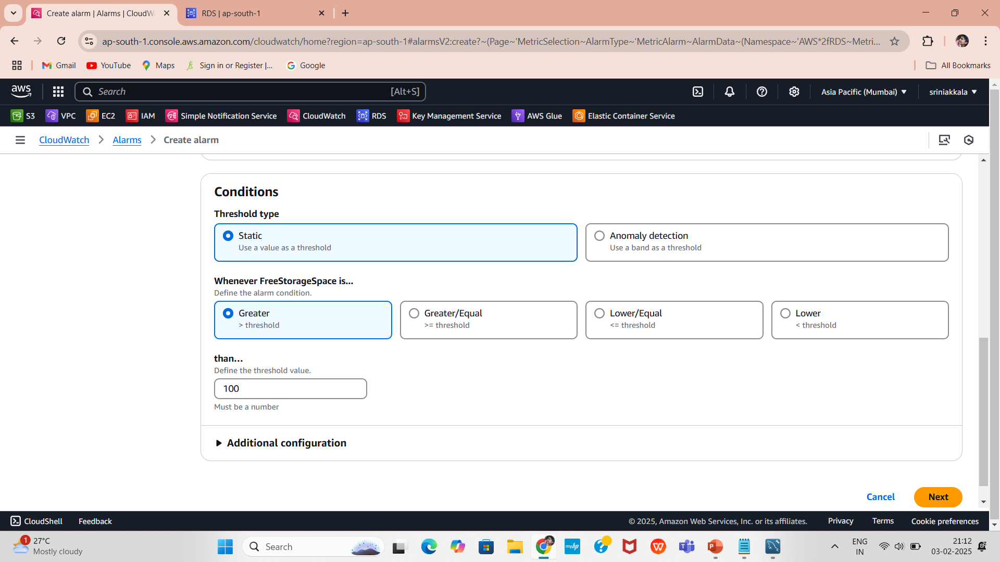 Create alarm | Alarms | CloudW
RDS | ap-south-1
ap-south-1.console.aws.amazon.com/cloudwatch/home?region=ap-south-1#alarmsV2:create?~(Page~'MetricSelection~AlarmType~'MetricAlarm~AlarmData~(Namespace~'AWS*2fRDS~Metri...
Gmail YouTube Maps Sign in or Register |... Google All Bookmarks
aws Search [Alt+S] Asia Pacific (Mumbai) sriniakkala
S3 VPC EC2 IAM Simple Notification Service CloudWatch RDS Key Management Service AWS Glue Elastic Container Service
CloudWatch Alarms Create alarm
Conditions
Threshold type
Static
Use a value as a threshold
Anomaly detection
Use a band as a threshold
Whenever FreeStorageSpace is...
Define the alarm condition.
Greater
> threshold
Greater/Equal
>= threshold
Lower/Equal
<= threshold
Lower
< threshold
than...
Define the threshold value.
100
Must be a number
Additional configuration
Cancel Next
CloudShell Feedback © 2025, Amazon Web Services, Inc. or its affiliates. Privacy Terms Cookie preferences
1
27°C
Mostly cloudy
Search
myhp
ENG
IN
21:12
03-02-2025